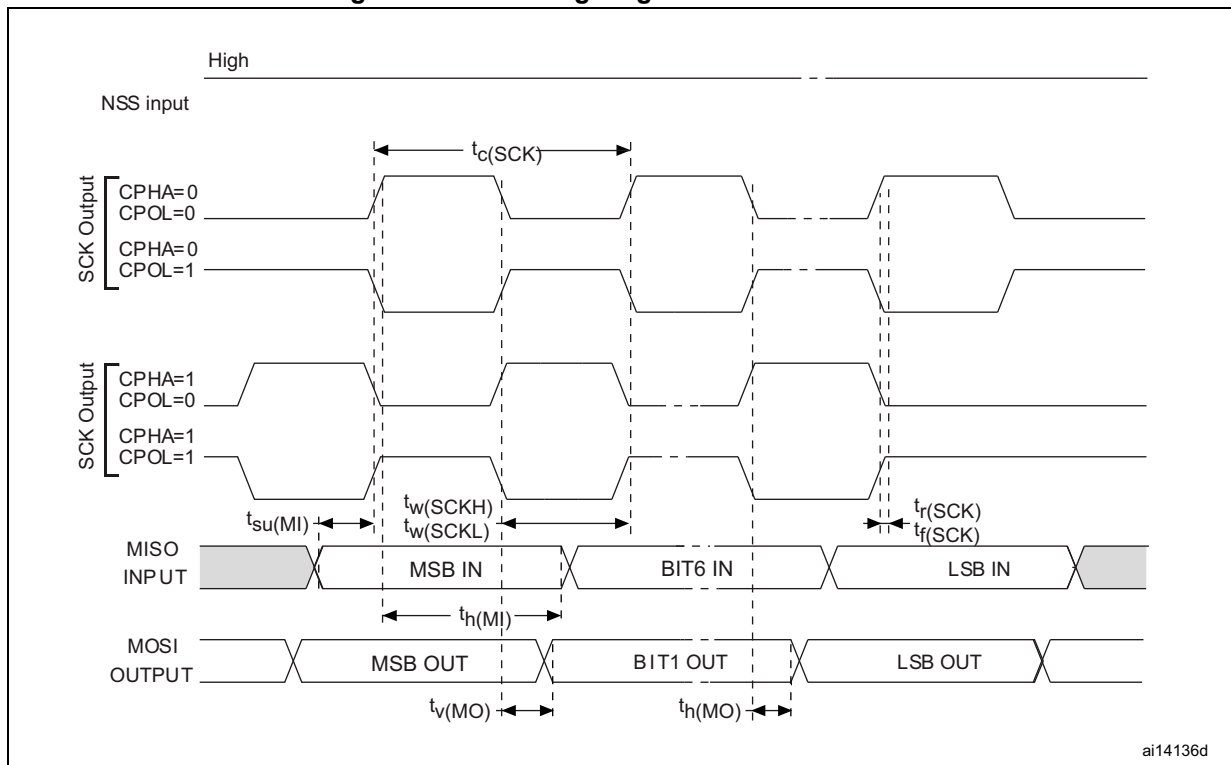 High
NSS input
tc(SCK)
SCK Output
CPHA=0
CPOL=0
CPHA=0
CPOL=1
SCK Output
CPHA=1
CPOL=0
CPHA=1
CPOL=1
tsu(MI)
tw(SCKH)
tw(SCKL)
tr(SCK)
tf(SCK)
MISO
INPUT
MSB IN
BIT6 IN
LSB IN
th(MI)
MOSI
OUTPUT
MSB OUT
BIT1 OUT
LSB OUT
tv(MO)
th(MO)
ai14136d